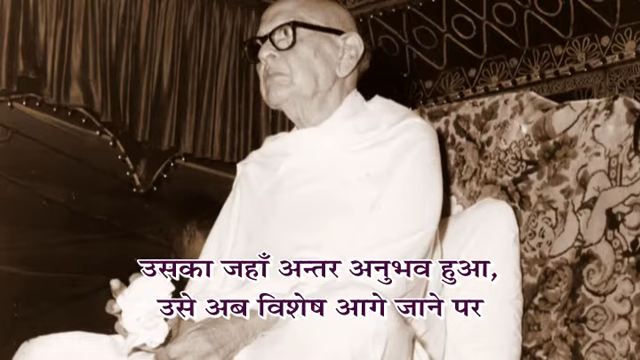 उसका जहाँ अन्तर अनुभव हुआ,
उसे अब विशेष आगे जाने पर